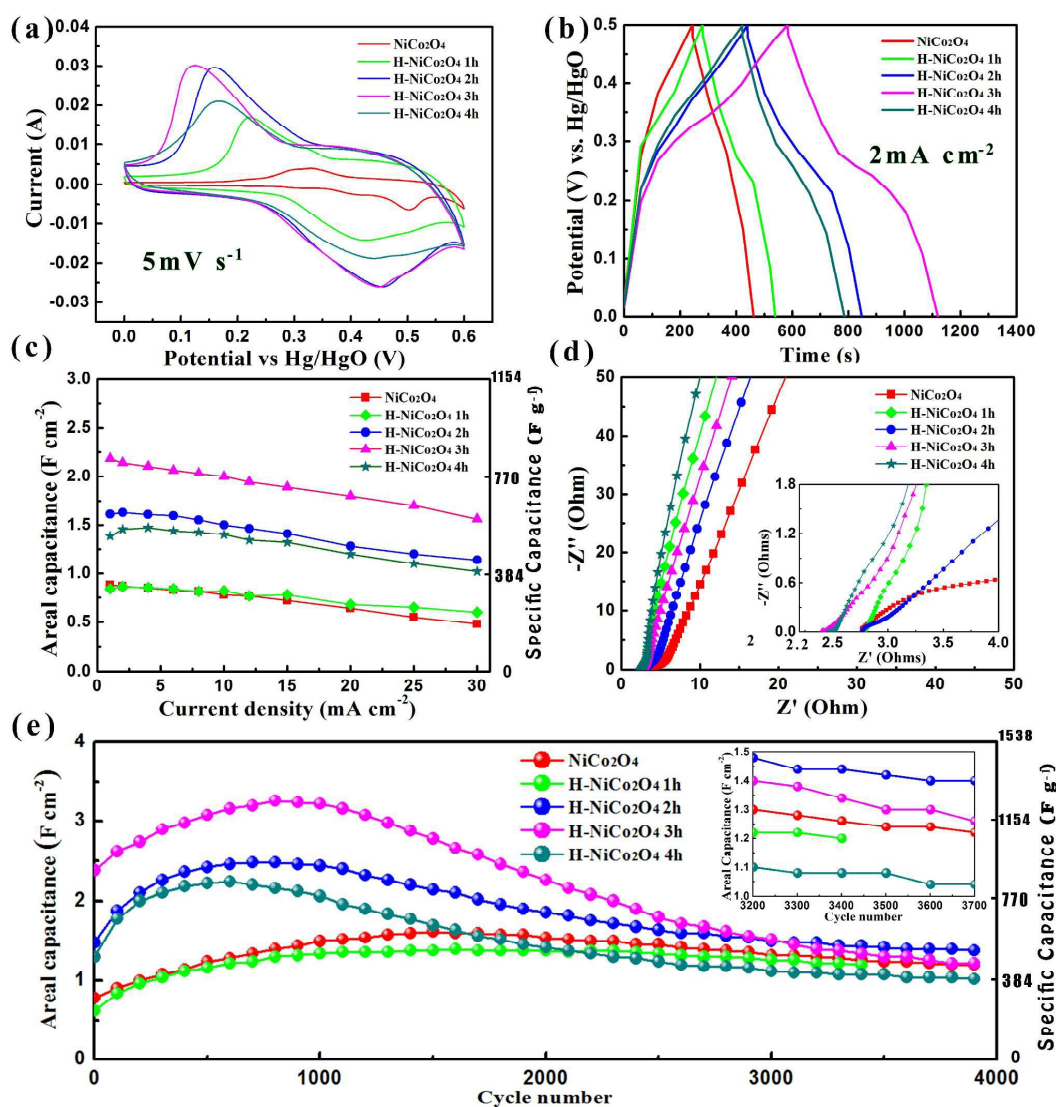 (a)
Current (A)
0.04
0.03
0.02
0.01
0.00
-0.01
-0.02
-0.03
NiCo₂O₄
H-NiCo₂O₄ 1h
H-NiCo₂O₄ 2h
H-NiCo₂O₄ 3h
H-NiCo₂O₄ 4h
5mV s⁻¹
0.0 0.1 0.2 0.3 0.4 0.5 0.6
Potential vs Hg/HgO (V)
(b)
Potential (V) vs. Hg/HgO
0.5
0.4
0.3
0.2
0.1
0.0
NiCo₂O₄
H-NiCo₂O₄ 1h
H-NiCo₂O₄ 2h
H-NiCo₂O₄ 3h
H-NiCo₂O₄ 4h
2mA cm⁻²
0 200 400 600 800 1000 1200 1400
Time (s)
(c)
Areal capacitance (F cm⁻²)
3.0
2.5
2.0
1.5
1.0
0.5
0.0
NiCo₂O₄
H-NiCo₂O₄ 1h
H-NiCo₂O₄ 2h
H-NiCo₂O₄ 3h
H-NiCo₂O₄ 4h
1154
770
384
0
Specific Capacitance (F g⁻¹)
0 5 10 15 20 25 30
Current density (mA cm⁻²)
(d)
-Z'' (Ohm)
50
40
30
20
10
0
NiCo₂O₄
H-NiCo₂O₄ 1h
H-NiCo₂O₄ 2h
H-NiCo₂O₄ 3h
H-NiCo₂O₄ 4h
-Z'' (Ohms)
1.8
1.2
0.6
0.0
2
2.2 2.5 3.0 3.5 4.0
Z' (Ohms)
0 10 20 30 40 50
Z' (Ohm)
(e)
Areal capacitance (F cm⁻²)
4
3
2
1
0
NiCo₂O₄
H-NiCo₂O₄ 1h
H-NiCo₂O₄ 2h
H-NiCo₂O₄ 3h
H-NiCo₂O₄ 4h
Areal Capacitance (F cm⁻²)
1.5
1.4
1.3
1.2
1.1
1.0
3200 3300 3400 3500 3600 3700
Cycle number
1538
1154
770
384
0
Specific Capacitance (F g⁻¹)
0 1000 2000 3000 4000
Cycle number